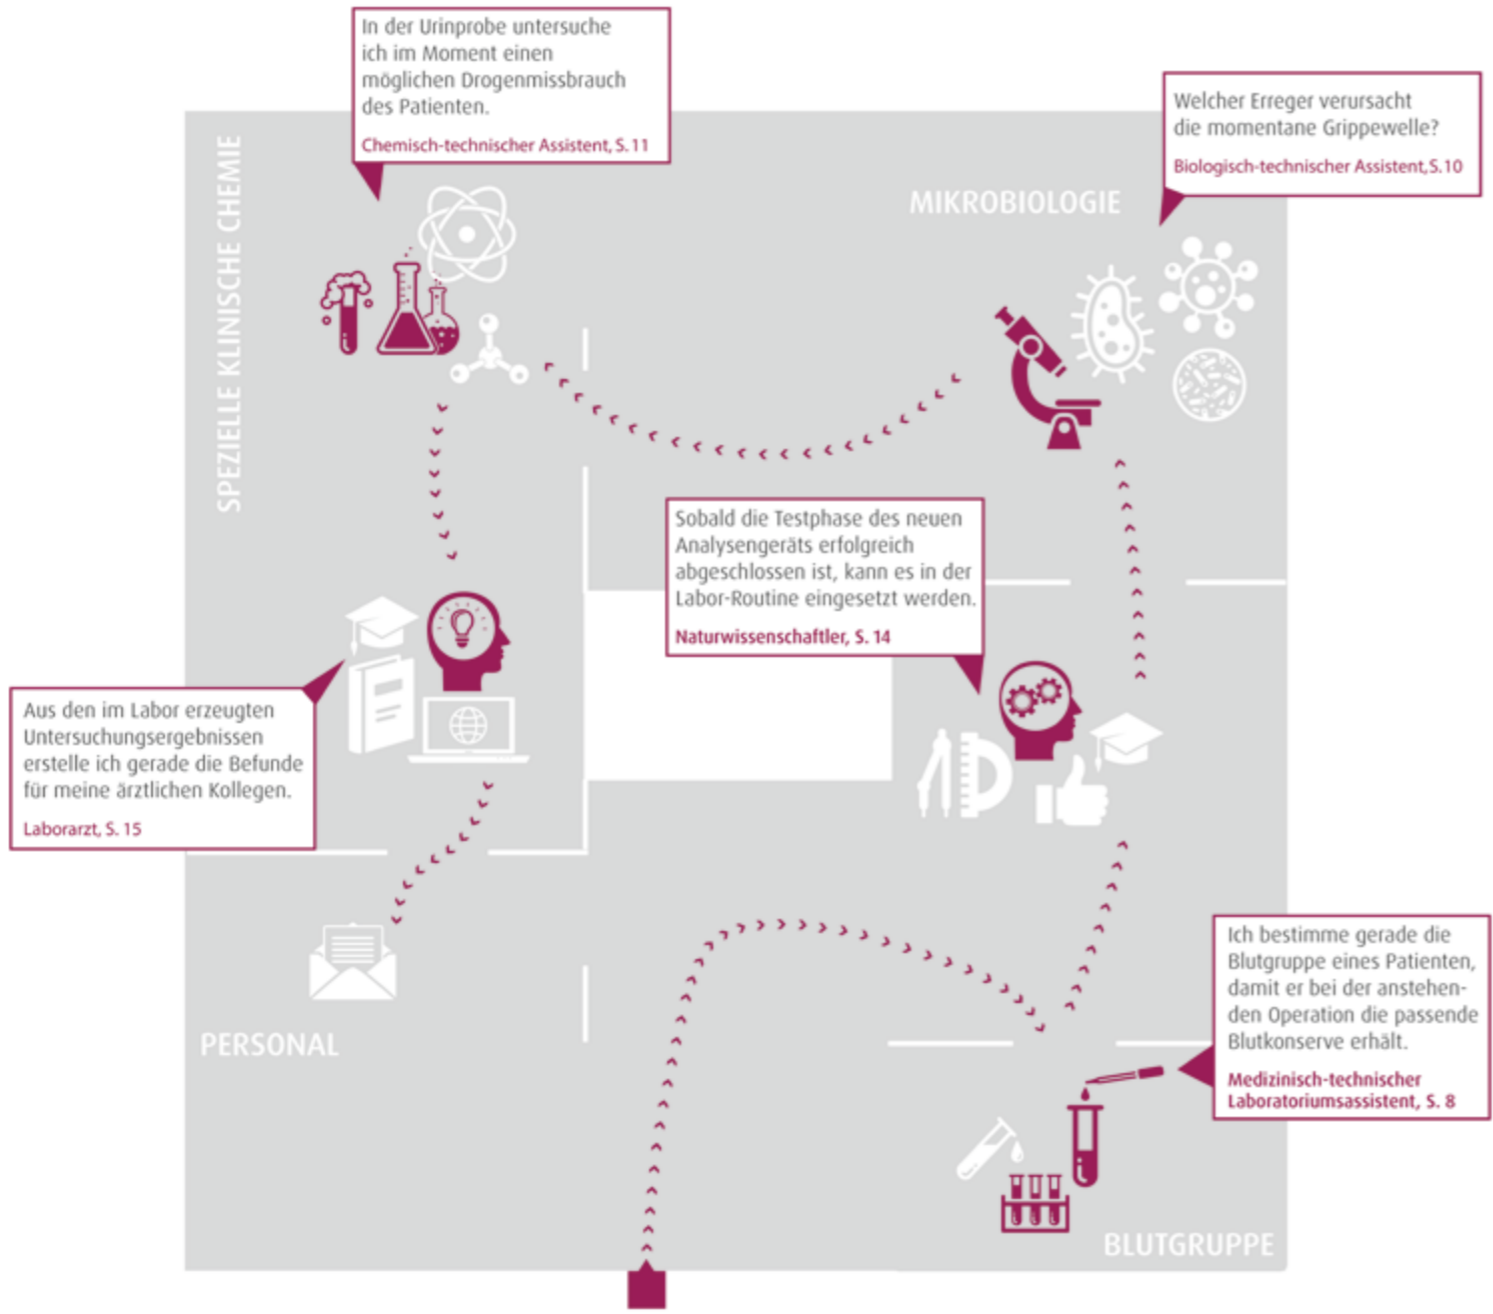 In der Urinprobe untersuche
ich im Moment einen
möglichen Drogenmissbrauch
des Patienten.
Chemisch-technischer Assistent, S. 11
Welcher Erreger verursacht
die momentane Grippewelle?
Biologisch-technischer Assistent, S. 10
SPEZIELLE KLINISCHE CHEMIE
MIKROBIOLOGIE
Sobald die Testphase des neuen
Analysengeräts erfolgreich
abgeschlossen ist, kann es in der
Labor-Routine eingesetzt werden.
Naturwissenschaftler, S. 14
Aus den im Labor erzeugten
Untersuchungsergebnissen
erstelle ich gerade die Befunde
für meine ärztlichen Kollegen.
Laborarzt, S. 15
Ich bestimme gerade die
Blutgruppe eines Patienten,
damit er bei der anstehen-
den Operation die passende
Blutkonserve erhält.
Medizinisch-technischer
Laboratoriumsassistent, S. 8
PERSONAL
BLUTGRUPPE